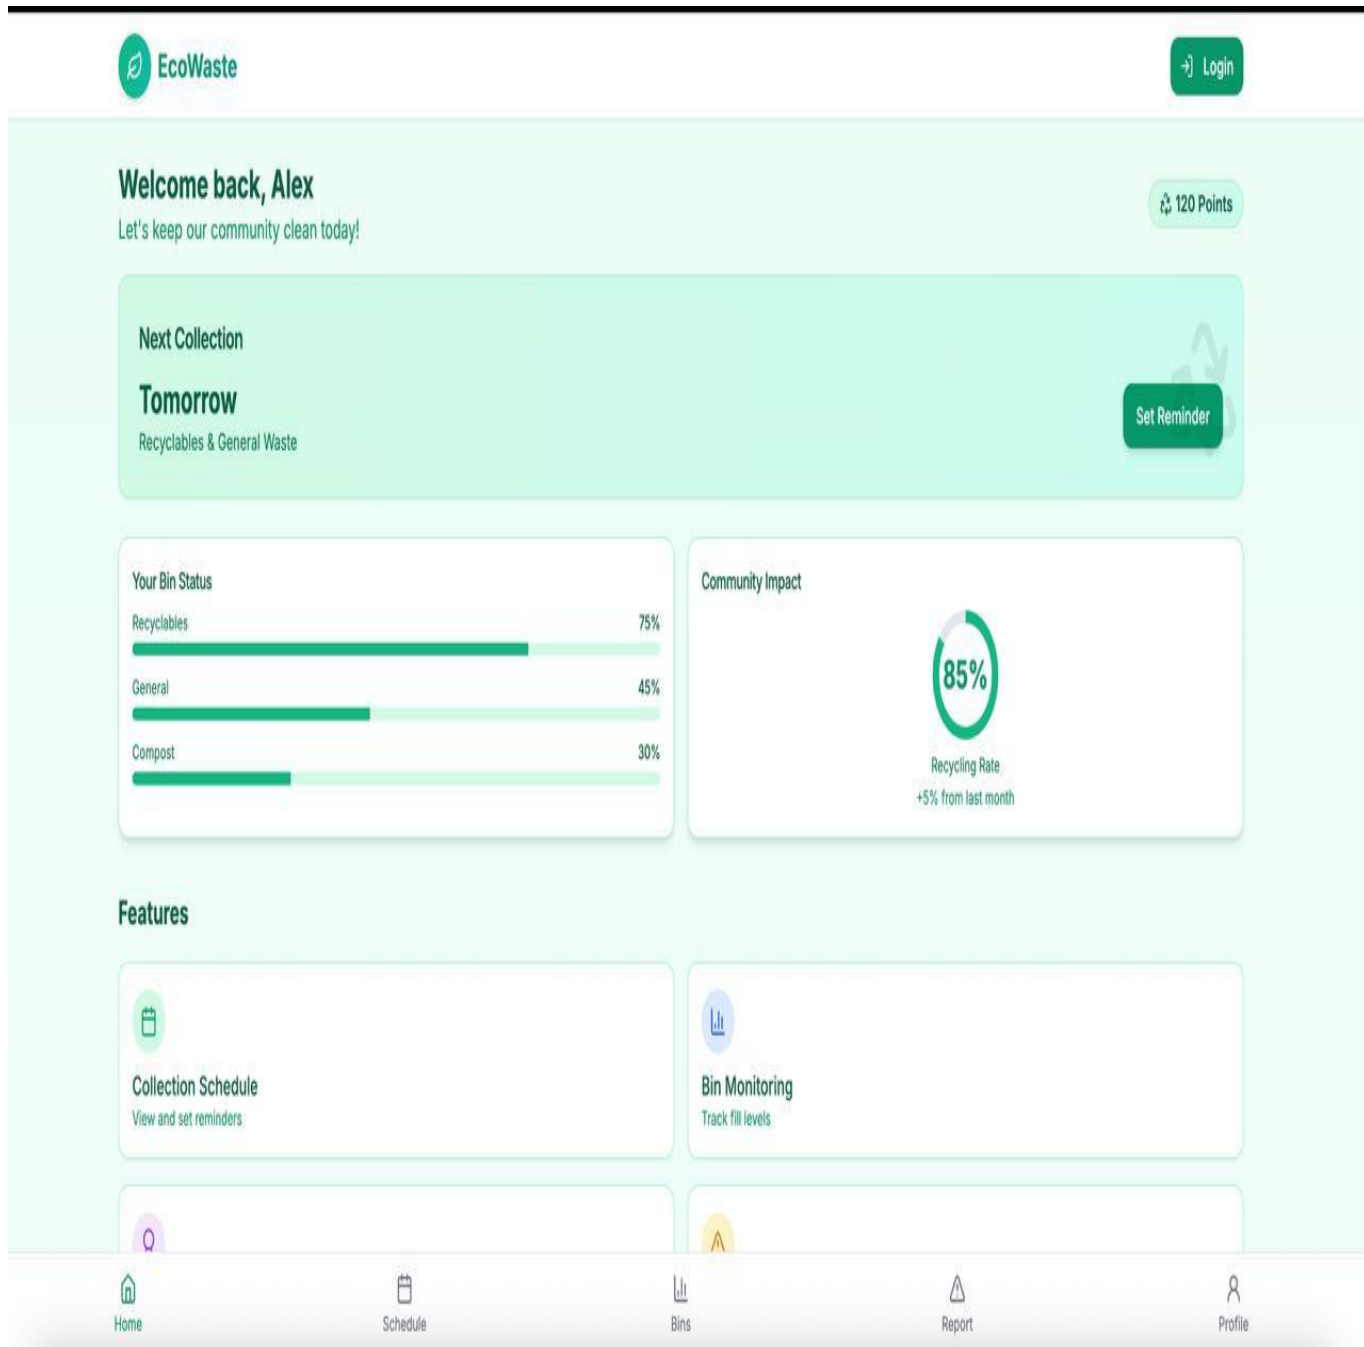 EcoWaste
Login
Welcome back, Alex
Let's keep our community clean today!
120 Points
Next Collection
Tomorrow
Recyclables & General Waste
Set Reminder
Your Bin Status
Recyclables 75%
General 45%
Compost 30%
Community Impact
85%
Recycling Rate
+5% from last month
Features
Collection Schedule
View and set reminders
Bin Monitoring
Track fill levels
Home
Schedule
Bins
Report
Profile